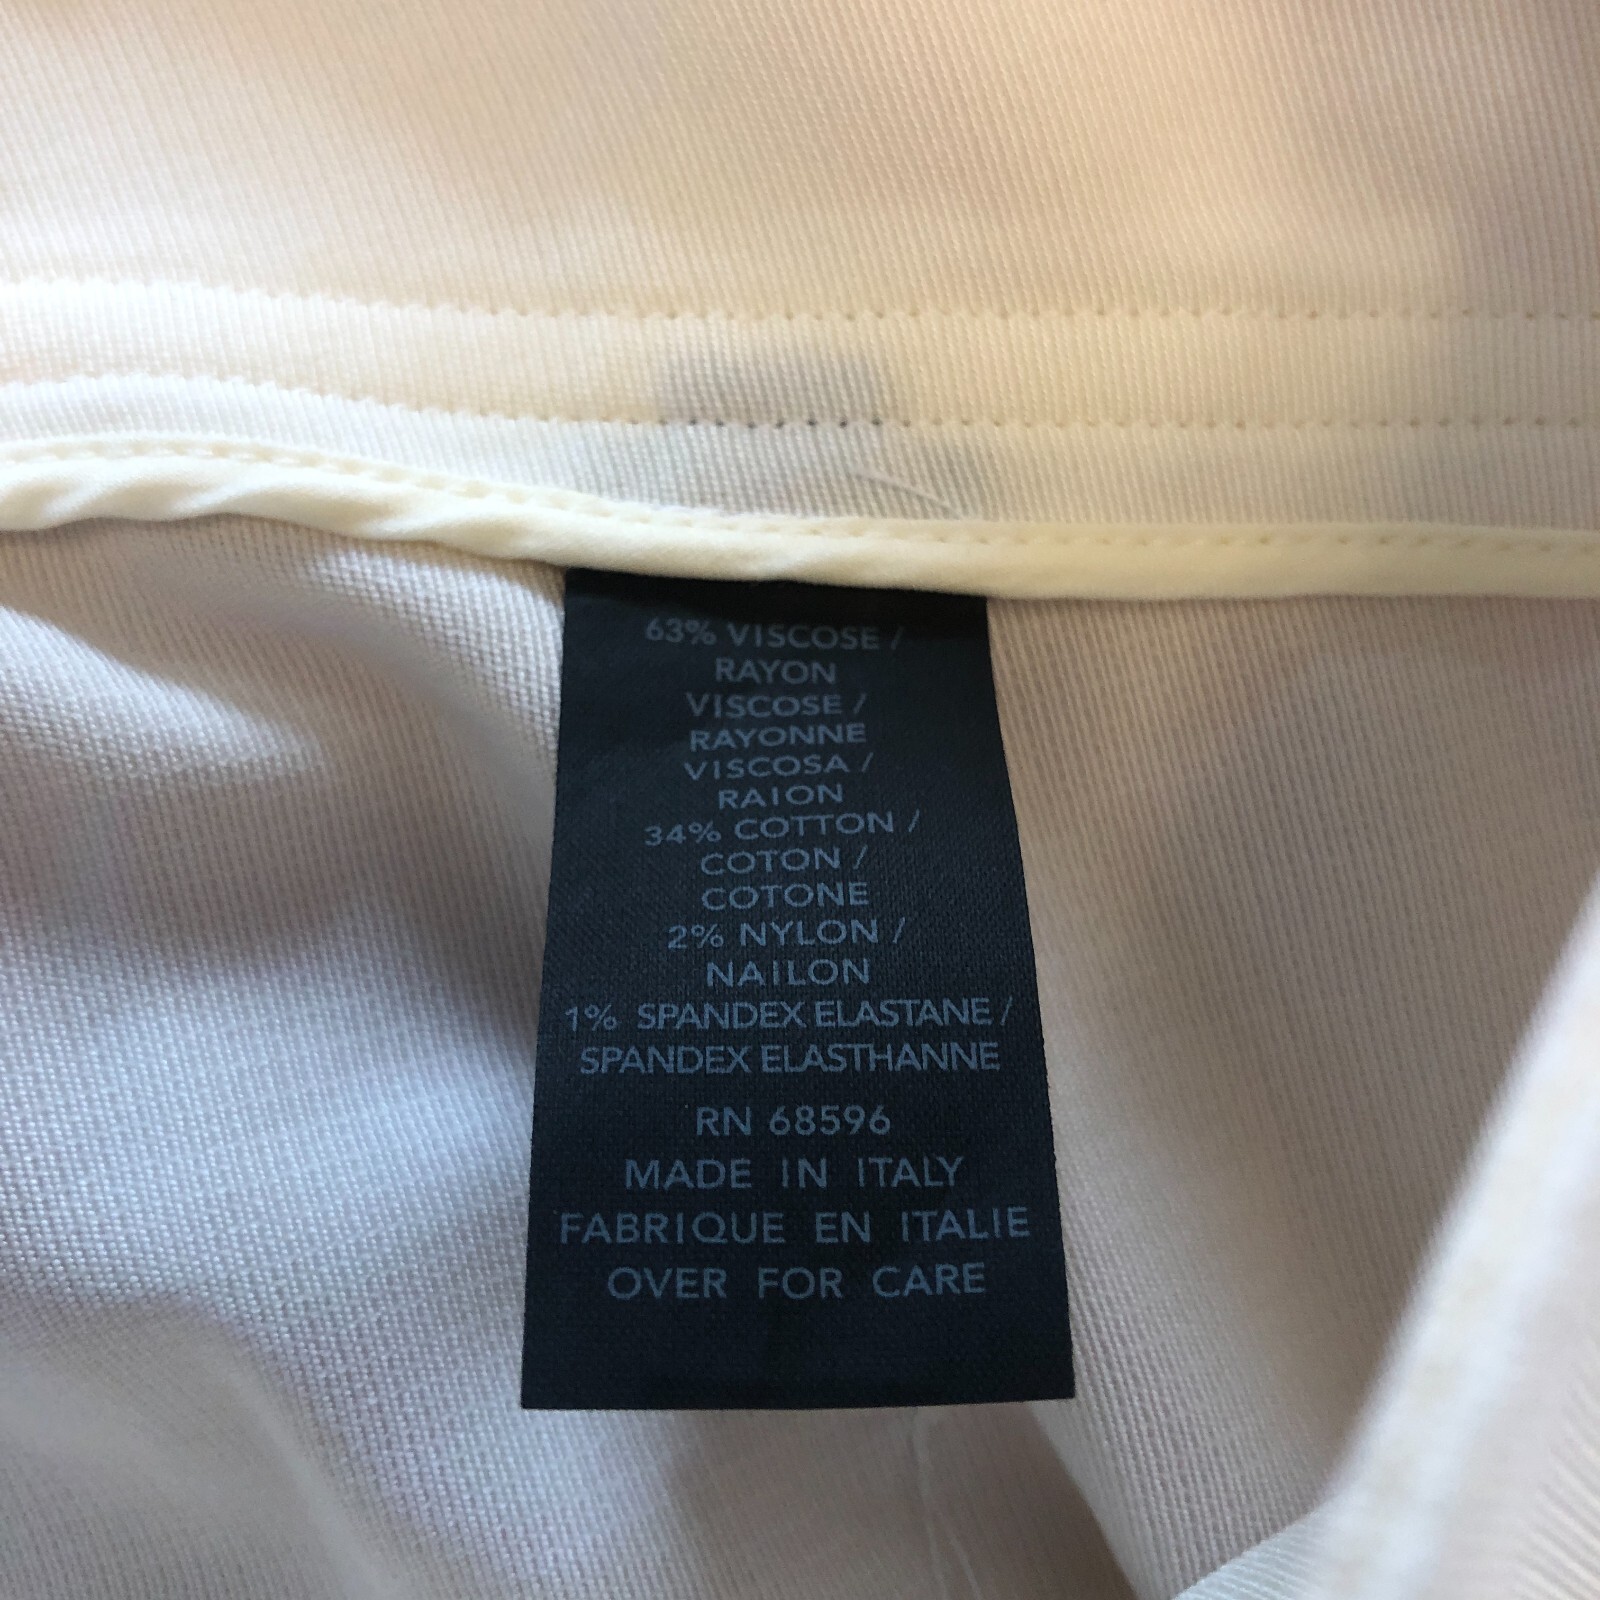 63% VISCOSE /
RAYON
VISCOSE /
RAYONNE
VISCOSA /
RAION
34% COTTON /
COTON /
COTONE
2% NYLON /
NAILON
1% SPANDEX ELASTANE /
SPANDEX ELASTHANNE
RN 68596
MADE IN ITALY
FABRIQUE EN ITALIE
OVER FOR CARE